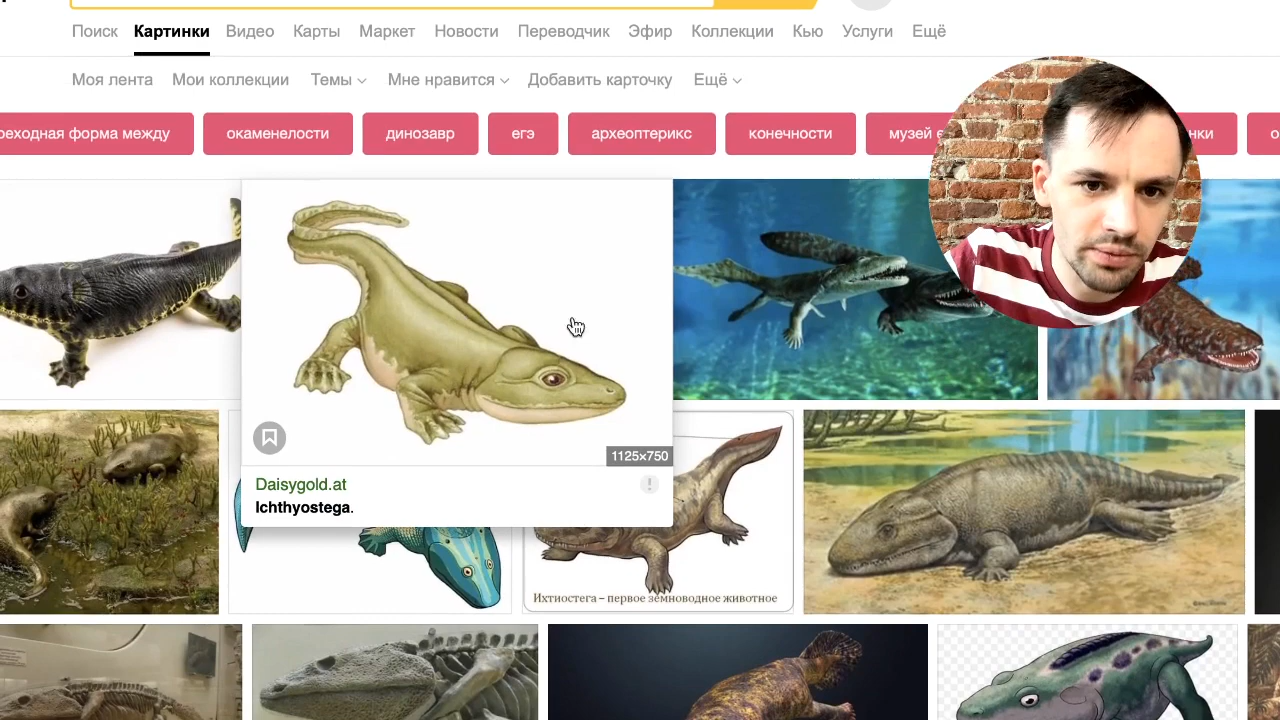 Поиск Картинки Видео Карты Маркет Новости Переводчик Эфир Коллекции Кью Услуги Ещё
Моя лента Мои коллекции Темы Мне нравится Добавить карточку Ещё
реходная форма между окаменелости динозавр егэ археоптерикс конечности музей
1125×750
Daisygold.at
Ichthyostega.
Ихтиостега – первое земноводное животное